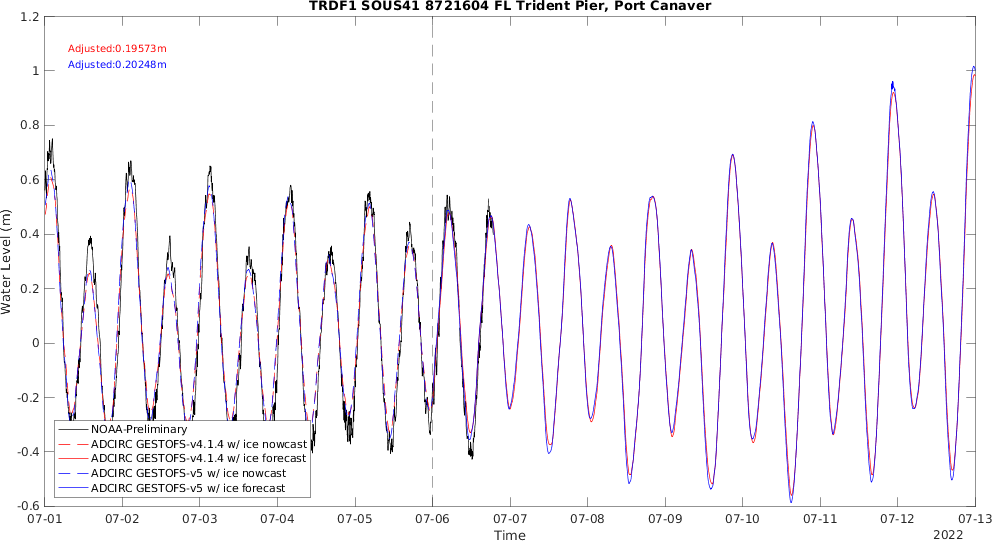 TRDF1 SOUS41 8721604 FL Trident Pier, Port Canaver
Adjusted:0.19573m
Adjusted:0.20248m
Water Level (m)
1.2
1
0.8
0.6
0.4
0.2
0
-0.2
-0.4
-0.6
NOAA-Preliminary
ADCIRC GESTOFS-v4.1.4 w/ ice nowcast
ADCIRC GESTOFS-v4.1.4 w/ ice forecast
ADCIRC GESTOFS-v5 w/ ice nowcast
ADCIRC GESTOFS-v5 w/ ice forecast
07-01 07-02 07-03 07-04 07-05 07-06 07-07 07-08 07-09 07-10 07-11 07-12 07-13
Time
2022